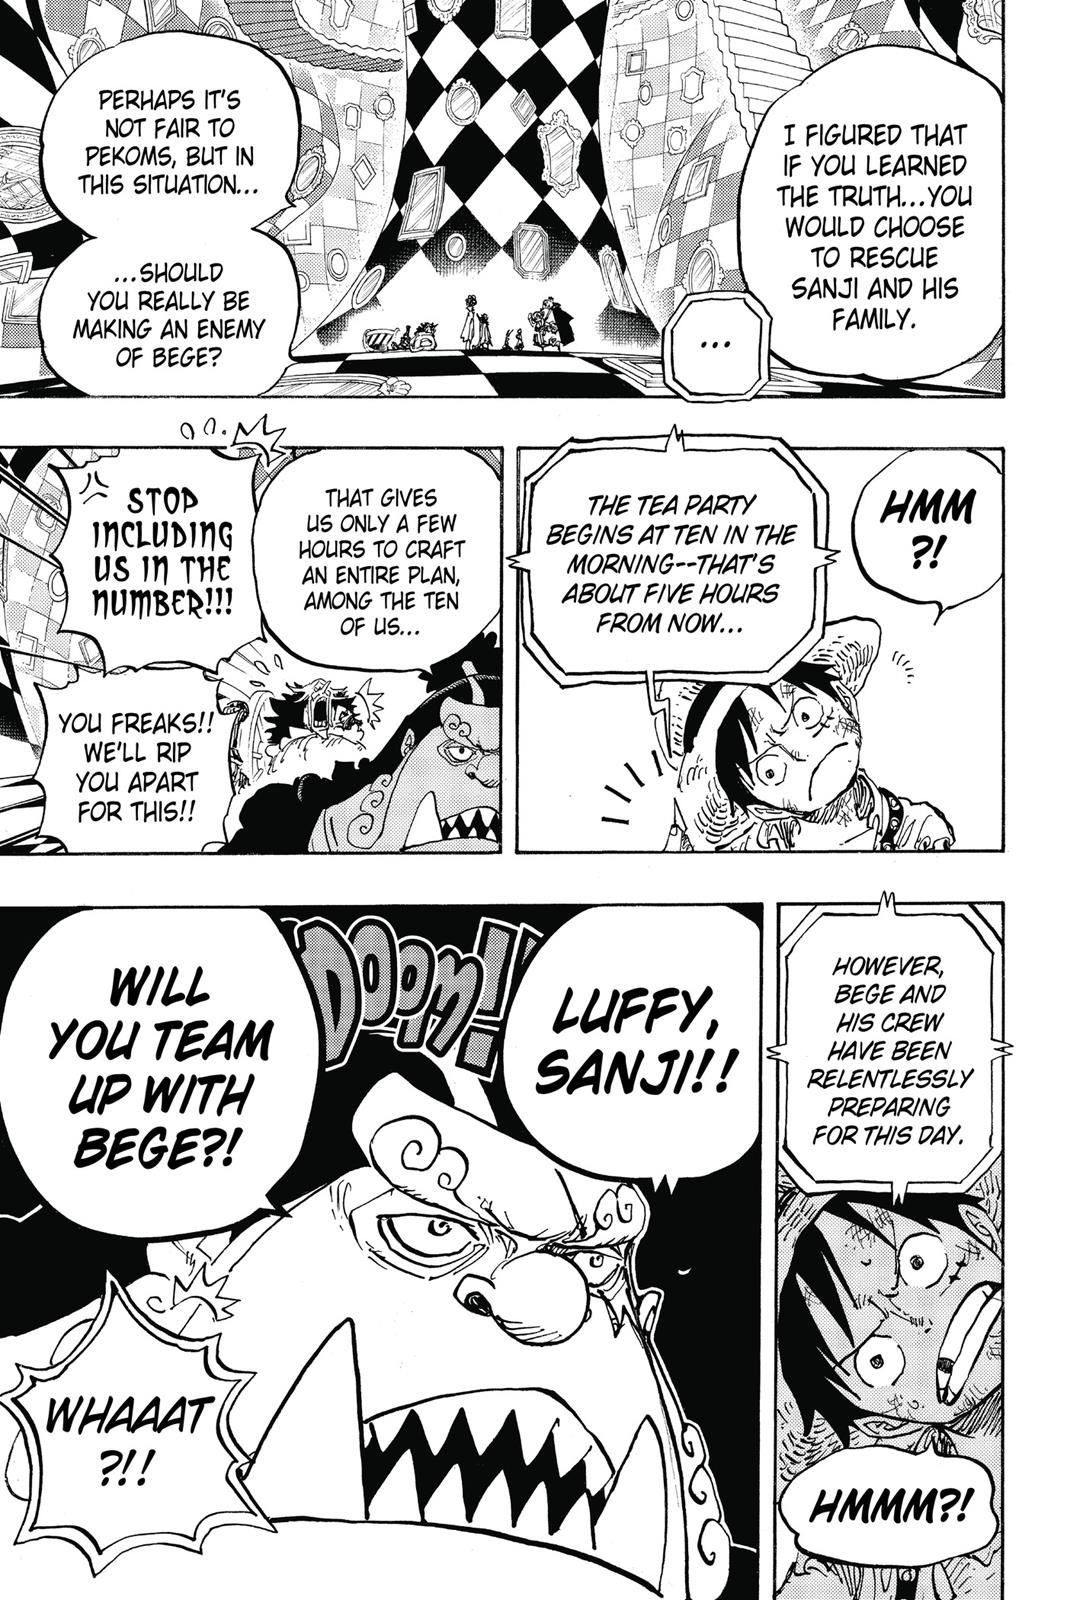 I FIGURED THAT
IF YOU LEARNED
THE TRUTH...YOU
WOULD CHOOSE
TO RESCUE
SANJI AND HIS
FAMILY.
...
PERHAPS IT'S
NOT FAIR TO
PEKOMS, BUT IN
THIS SITUATION...
...SHOULD
YOU REALLY BE
MAKING AN ENEMY
OF BEGE?
HMM
?!
THE TEA PARTY
BEGINS AT TEN IN THE
MORNING--THAT'S
ABOUT FIVE HOURS
FROM NOW...
THAT GIVES
US ONLY A FEW
HOURS TO CRAFT
AN ENTIRE PLAN,
AMONG THE TEN
OF US...
STOP
INCLUDING
US IN THE
NUMBER!!!
YOU FREAKS!!
WE'LL RIP
YOU APART
FOR THIS!!
HOWEVER,
BEGE AND
HIS CREW
HAVE BEEN
RELENTLESSLY
PREPARING
FOR THIS DAY.
HMMM?!
LUFFY,
SANJI!!
DOOM!!
WILL
YOU TEAM
UP WITH
BEGE?!
WHAAAT
?!!